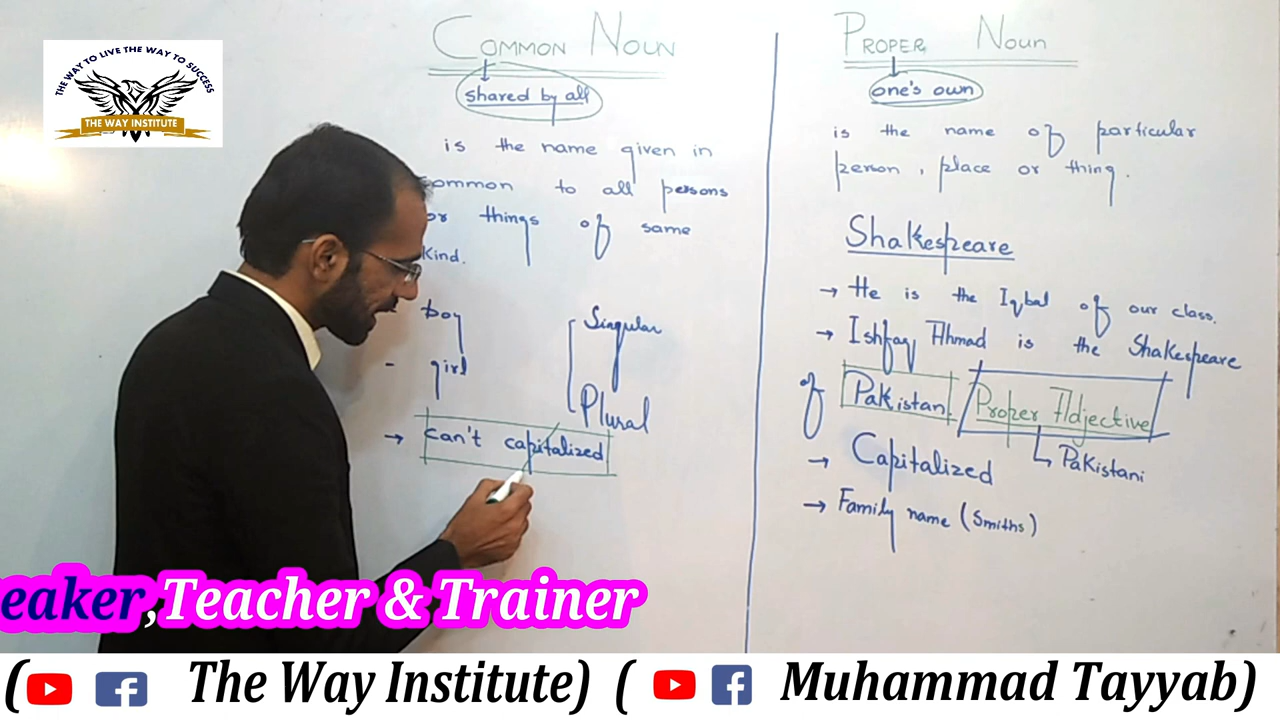 THE WAY TO LIVE THE WAY TO SUCCESS
THE WAY INSTITUTE
COMMON NOUN
shared by all
is the name given in
ommon to all persons
or things of same
kind.
boy
- girl
Singular
Plural
→ can't capitalized
PROPER NOUN
one's own
is the name of particular
person, place or thing.
Shakespeare
→ He is the Iqbal of our class.
→ Ishfaq Ahmad is the Shakespeare
of Pakistan. Proper Adjective
Pakistani
→ Capitalized
→ Family name (Smiths)
eaker,Teacher & Trainer
( The Way Institute) ( Muhammad Tayyab)